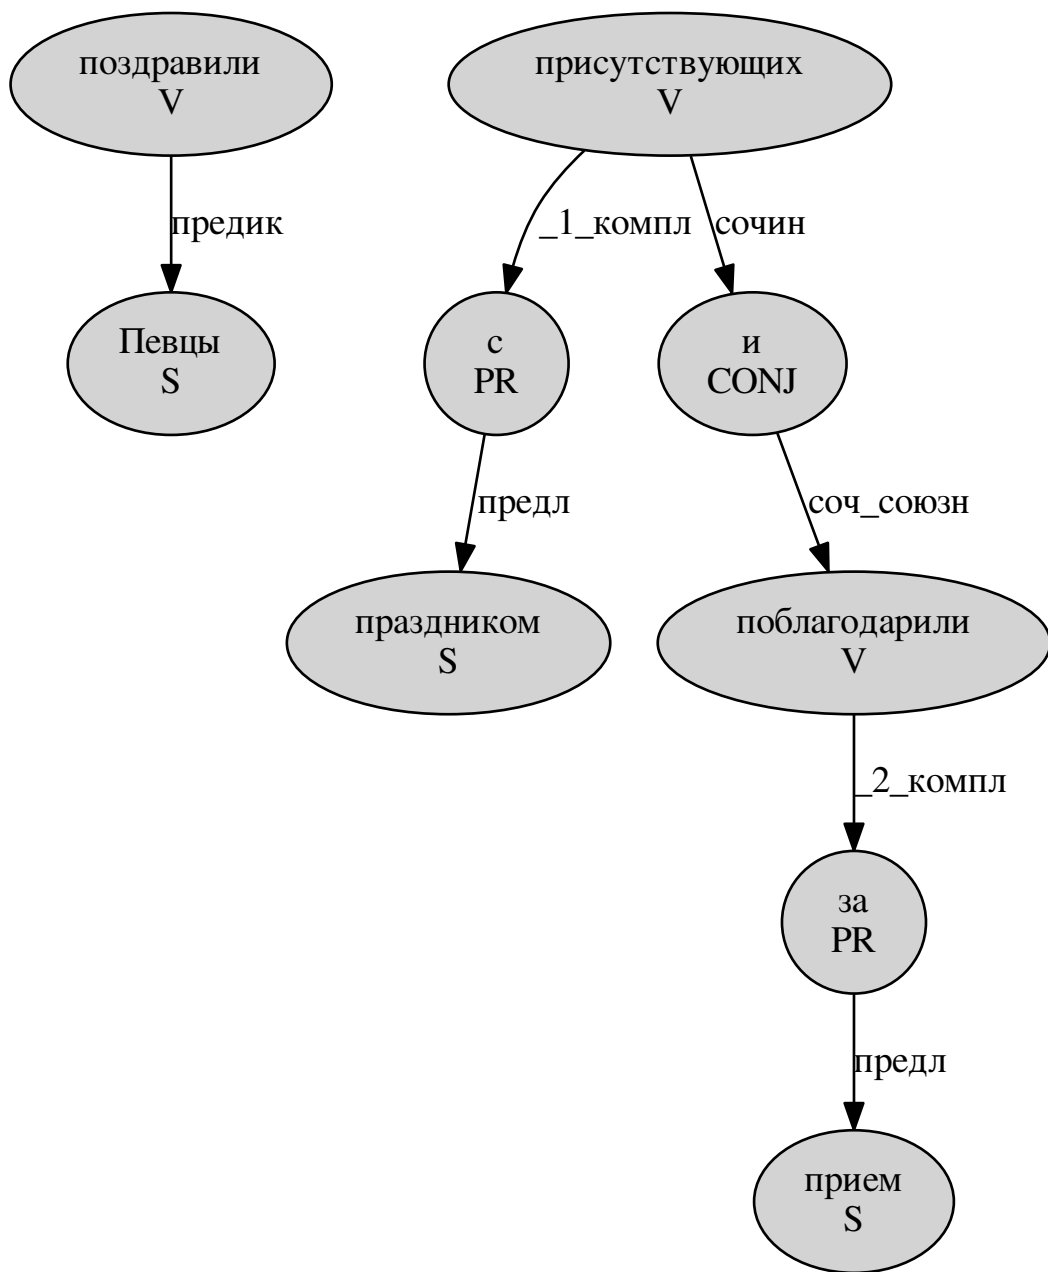 поздравили
V
присутствующих
V
предик
_1_компл
сочин
Певцы
S
с
PR
и
CONJ
предл
соч_союзн
праздником
S
поблагодарили
V
_2_компл
за
PR
предл
прием
S